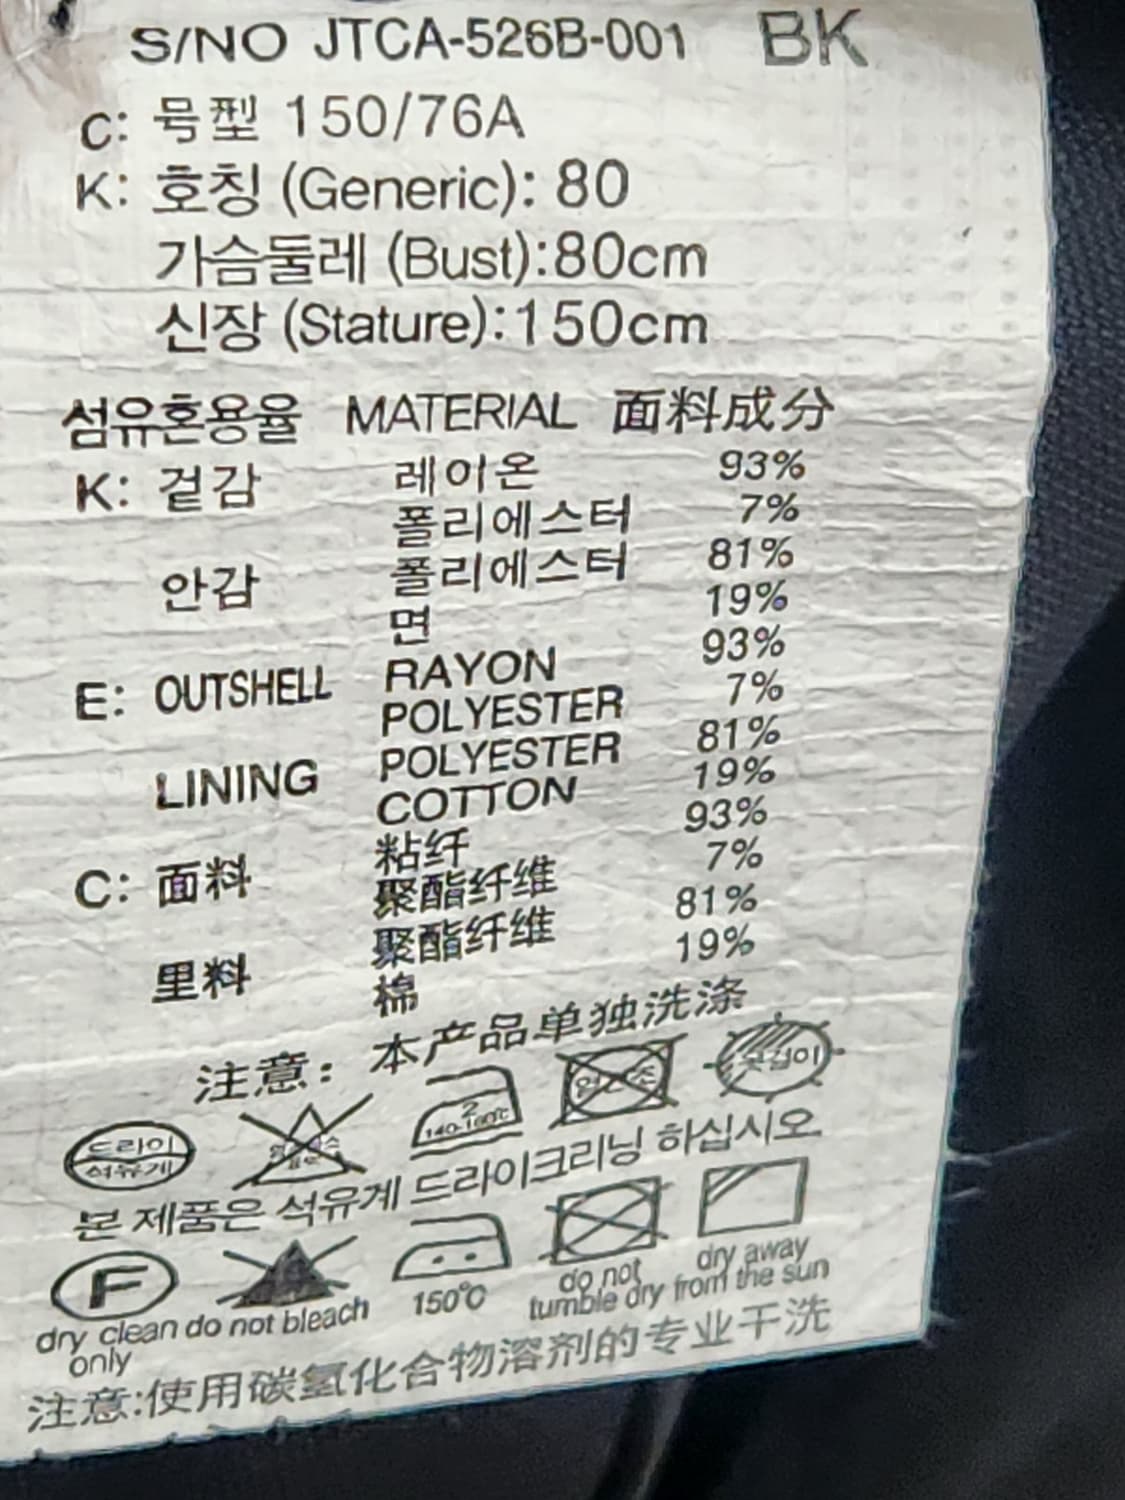 S/NO JTCA-526B-001 BK
C: 号型 150/76A
K: 호칭 (Generic): 80
가슴둘레 (Bust):80cm
신장 (Stature):150cm
섬유혼용율 MATERIAL 面料成分
K: 겉감 레이온 93%
폴리에스터 7%
안감 폴리에스터 81%
면 19%
E: OUTSHELL RAYON 93%
POLYESTER 7%
LINING POLYESTER 81%
COTTON 19%
C: 面料 粘纤 93%
聚酯纤维 7%
里料 聚酯纤维 81%
棉 19%
注意: 本产品单独洗涤
드라이
석유계
2
140-160℃
옷걸이
본 제품은 석유계 드라이크리닝 하십시오
F
dry clean only
do not bleach
150℃
do not tumble dry
dry away from the sun
注意:使用碳氢化合物溶剂的专业干洗